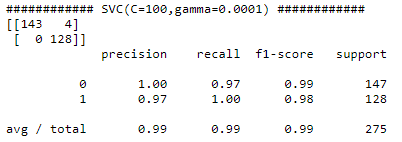 ############ SVC(C=100,gamma=0.0001) ############
[[143   4]
 [  0 128]]
             precision    recall  f1-score   support

          0       1.00      0.97      0.99       147
          1       0.97      1.00      0.98       128

avg / total       0.99      0.99      0.99       275